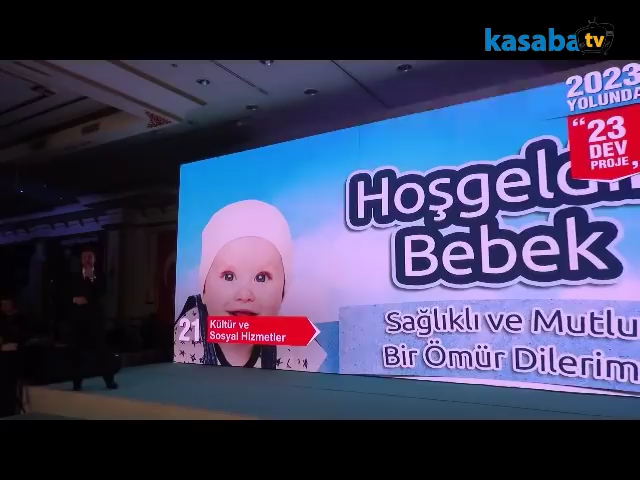 kasaba tv
2023
YOLUNDA
"23
DEV
PROJE,
Hoşgeldin
Bebek
21 Kültür ve
Sosyal Hizmetler
Sağlıklı ve Mutlu
Bir Ömür Dilerim